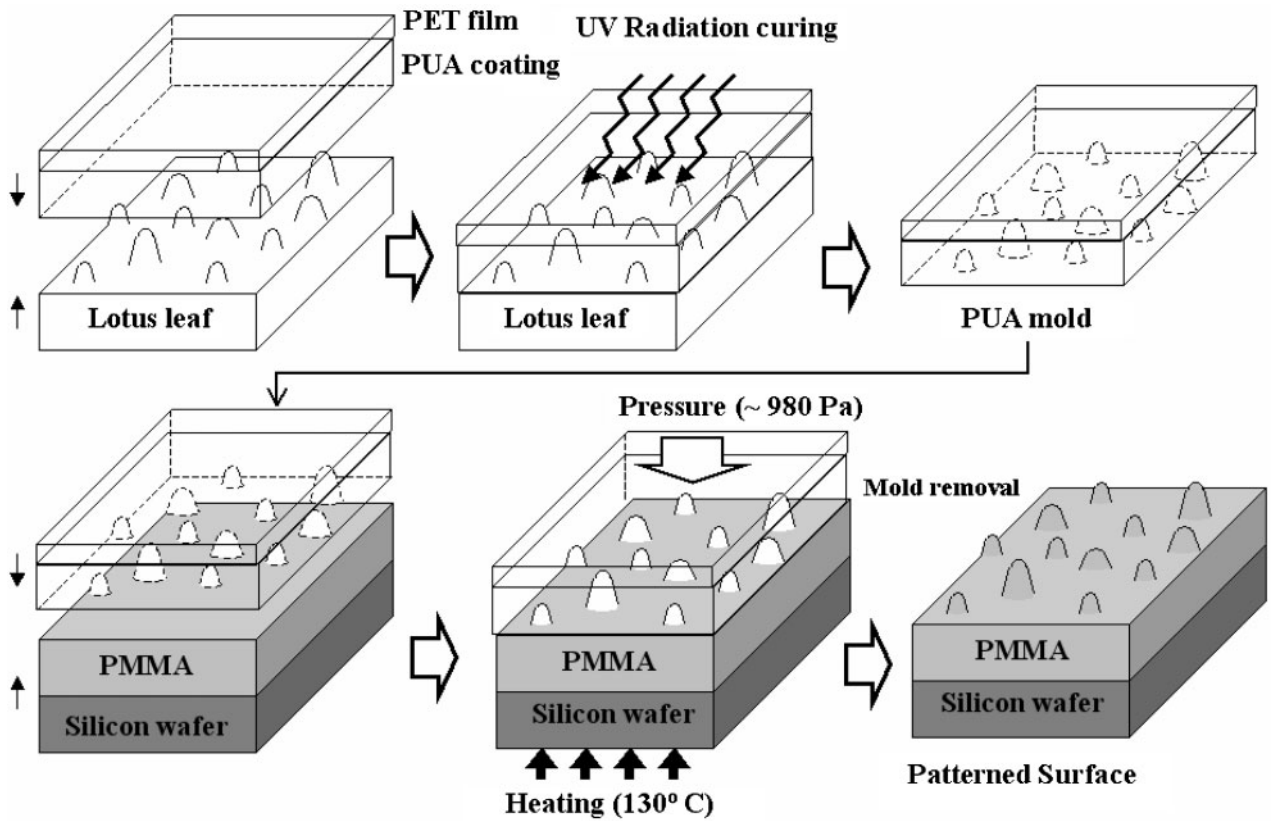 PET film
PUA coating
UV Radiation curing
Lotus leaf
Lotus leaf
PUA mold
Pressure (~ 980 Pa)
Mold removal
PMMA
Silicon wafer
PMMA
Silicon wafer
Heating (130º C)
PMMA
Silicon wafer
Patterned Surface